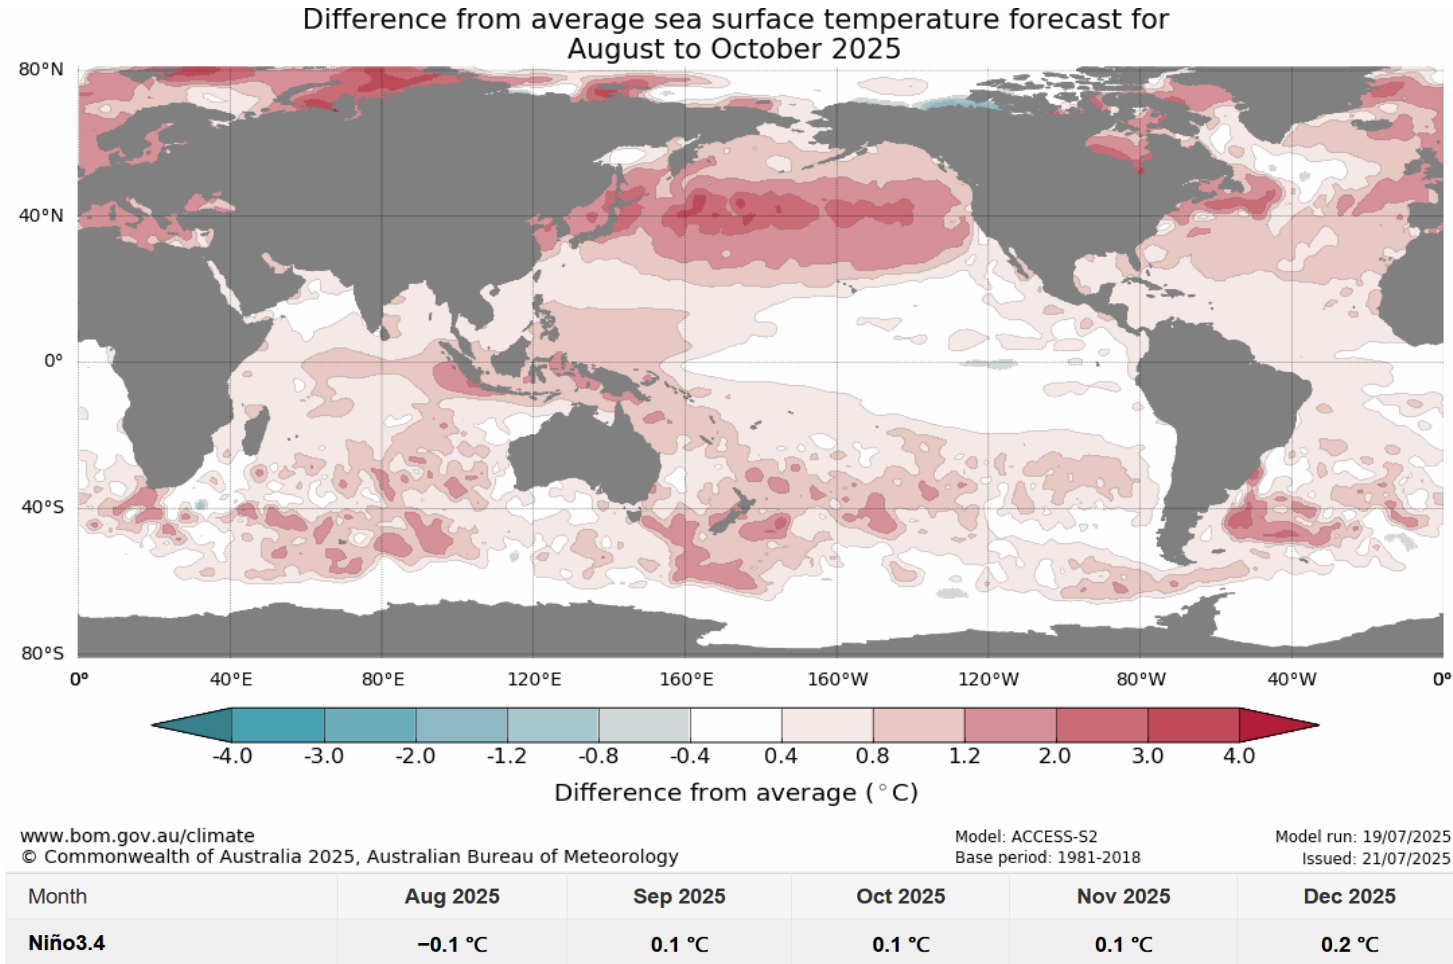 Difference from average sea surface temperature forecast for
August to October 2025
80°N
40°N
0°
40°S
80°S
0° 40°E 80°E 120°E 160°E 160°W 120°W 80°W 40°W 0°
-4.0 -3.0 -2.0 -1.2 -0.8 -0.4 0.4 0.8 1.2 2.0 3.0 4.0
Difference from average (°C)
www.bom.gov.au/climate
© Commonwealth of Australia 2025, Australian Bureau of Meteorology
Model: ACCESS-S2
Base period: 1981-2018
Model run: 19/07/2025
Issued: 21/07/2025
Month Aug 2025 Sep 2025 Oct 2025 Nov 2025 Dec 2025
Niño3.4 −0.1 ℃ 0.1 ℃ 0.1 ℃ 0.1 ℃ 0.2 ℃